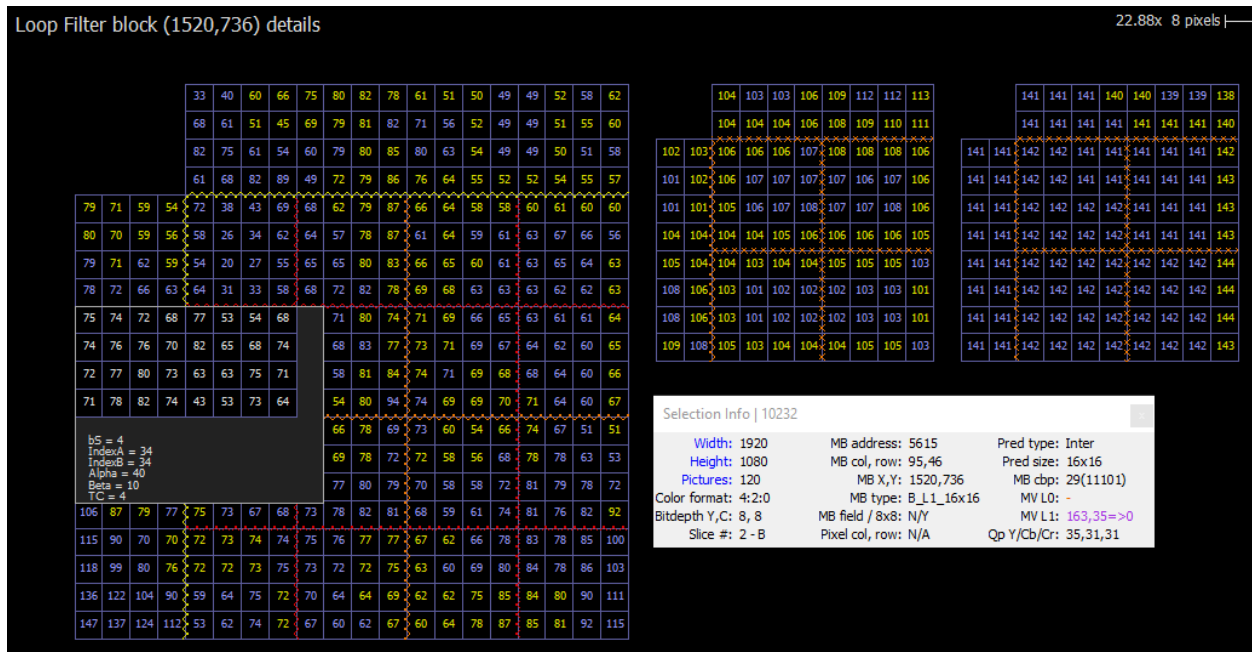 Loop Filter block (1520,736) details
22.88x 8 pixels
33 40 60 66 75 80 82 78 61 51 50 49 49 52 58 62
68 61 51 45 69 79 81 82 71 56 52 49 49 51 55 60
82 75 61 54 60 79 80 85 80 63 54 49 49 50 51 58
61 68 82 89 49 72 79 86 76 64 55 52 52 54 55 57
79 71 59 54 72 38 43 69 68 62 79 87 66 64 58 58 60 61 60 60
80 70 59 56 58 26 34 62 64 57 78 87 61 64 59 61 63 67 66 56
79 71 62 59 54 20 27 55 65 65 80 83 66 65 60 61 63 65 64 63
78 72 66 63 64 31 33 58 68 72 82 78 69 68 63 63 63 62 62 63
75 74 72 68 77 53 54 68 71 80 74 71 69 66 65 63 61 61 64
74 76 76 70 82 65 68 74 68 83 77 73 71 69 67 64 62 60 65
72 77 80 73 63 63 75 71 58 81 84 74 71 69 68 68 64 60 66
71 78 82 74 43 53 73 64 54 80 94 74 69 69 70 71 64 60 67
66 78 69 73 60 54 66 74 67 51 51
69 78 72 72 58 56 68 78 78 63 53
77 80 79 70 58 58 72 81 79 78 72
bS = 4
IndexA = 34
IndexB = 34
Alpha = 40
Beta = 10
TC = 4
106 87 79 77 75 73 67 68 73 78 82 81 68 59 61 74 81 76 82 92
115 90 70 70 72 73 74 74 75 76 77 77 67 62 66 78 83 78 85 100
118 99 80 76 72 72 73 75 73 72 72 75 63 60 69 80 84 78 86 103
136 122 104 90 59 64 75 72 70 64 64 69 62 62 75 85 84 80 90 111
147 137 124 112 53 62 74 72 67 60 62 67 60 64 78 87 85 81 92 115
104 103 103 106 109 112 112 113
104 104 104 106 108 109 110 111
102 103 106 106 106 107 108 108 108 106
101 102 106 107 107 107 107 106 107 106
101 101 105 106 107 108 107 107 108 106
104 104 104 104 105 106 106 106 106 105
105 104 104 103 104 104 105 105 105 103
108 106 103 101 102 102 102 103 103 101
108 106 103 101 102 102 102 103 103 101
109 108 105 103 104 104 104 105 105 103
141 141 141 140 140 139 139 138
141 141 141 141 141 141 141 140
141 141 142 142 141 141 141 141 141 142
141 141 142 142 142 141 141 141 141 143
141 141 142 142 142 141 142 141 141 143
141 141 142 142 142 142 142 141 141 143
141 141 142 142 142 142 142 142 142 144
141 141 142 142 142 142 142 142 142 144
141 141 142 142 142 142 142 142 142 144
141 141 142 142 142 142 142 142 142 143
Selection Info | 10232
x
Width: 1920 MB address: 5615 Pred type: Inter
Height: 1080 MB col, row: 95,46 Pred size: 16x16
Pictures: 120 MB X,Y: 1520,736 MB cbp: 29(11101)
Color format: 4:2:0 MB type: B_L1_16x16 MV L0: -
Bitdepth Y,C: 8, 8 MB field / 8x8: N/Y MV L1: 163,35=>0
Slice #: 2 - B Pixel col, row: N/A Qp Y/Cb/Cr: 35,31,31